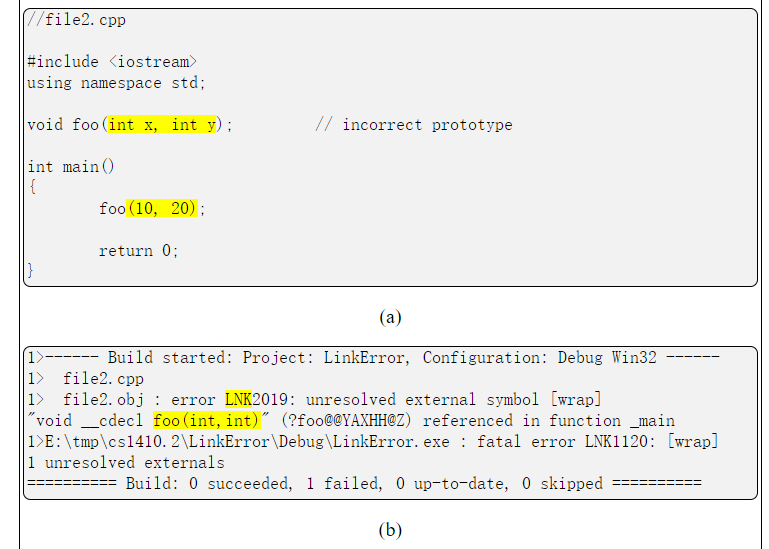 //file2.cpp
#include <iostream>
using namespace std;
void foo(int x, int y);          // incorrect prototype
int main()
{
        foo(10, 20);
        return 0;
}
(a)
1>------ Build started: Project: LinkError, Configuration: Debug Win32 ------
1>  file2.cpp
1>  file2.obj : error LNK2019: unresolved external symbol [wrap]
"void __cdecl foo(int,int)" (?foo@@YAXHH@Z) referenced in function _main
1>E:\tmp\cs1410.2\LinkError\Debug\LinkError.exe : fatal error LNK1120: [wrap]
1 unresolved externals
========== Build: 0 succeeded, 1 failed, 0 up-to-date, 0 skipped ==========
(b)